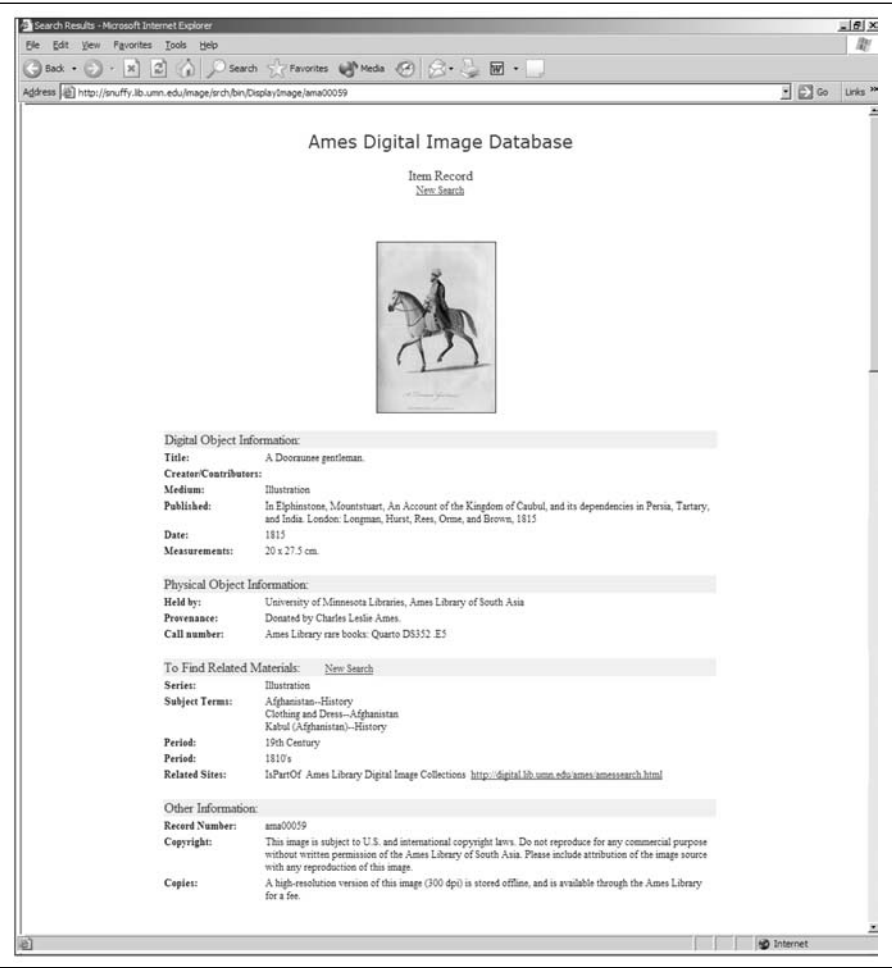 Search Results - Microsoft Internet Explorer
File Edit View Favorites Tools Help
Back Search Favorites Media
Address http://snuffy.lib.umn.edu/image/srch/bin/DisplayImage/ama00059 Go Links »
Ames Digital Image Database
Item Record
New Search
Digital Object Information:
Title: A Dooraunee gentleman.
Creator/Contributors:
Medium: Illustration
Published: In Elphinstone, Mountstuart, An Account of the Kingdom of Caubul, and its dependencies in Persia, Tartary,
and India. London: Longman, Hurst, Rees, Orme, and Brown, 1815
Date: 1815
Measurements: 20 x 27.5 cm.
Physical Object Information:
Held by: University of Minnesota Libraries, Ames Library of South Asia
Provenance: Donated by Charles Leslie Ames.
Call number: Ames Library rare books: Quarto DS352 .E5
To Find Related Materials: New Search
Series: Illustration
Subject Terms: Afghanistan--History
Clothing and Dress--Afghanistan
Kabul (Afghanistan)--History
Period: 19th Century
Period: 1810's
Related Sites: IsPartOf Ames Library Digital Image Collections http://digital.lib.umn.edu/ames/amessearch.html
Other Information:
Record Number: ama00059
Copyright: This image is subject to U.S. and international copyright laws. Do not reproduce for any commercial purpose
without written permission of the Ames Library of South Asia. Please include attribution of the image source
with any reproduction of this image.
Copies: A high-resolution version of this image (300 dpi) is stored offline, and is available through the Ames Library
for a fee.
Internet